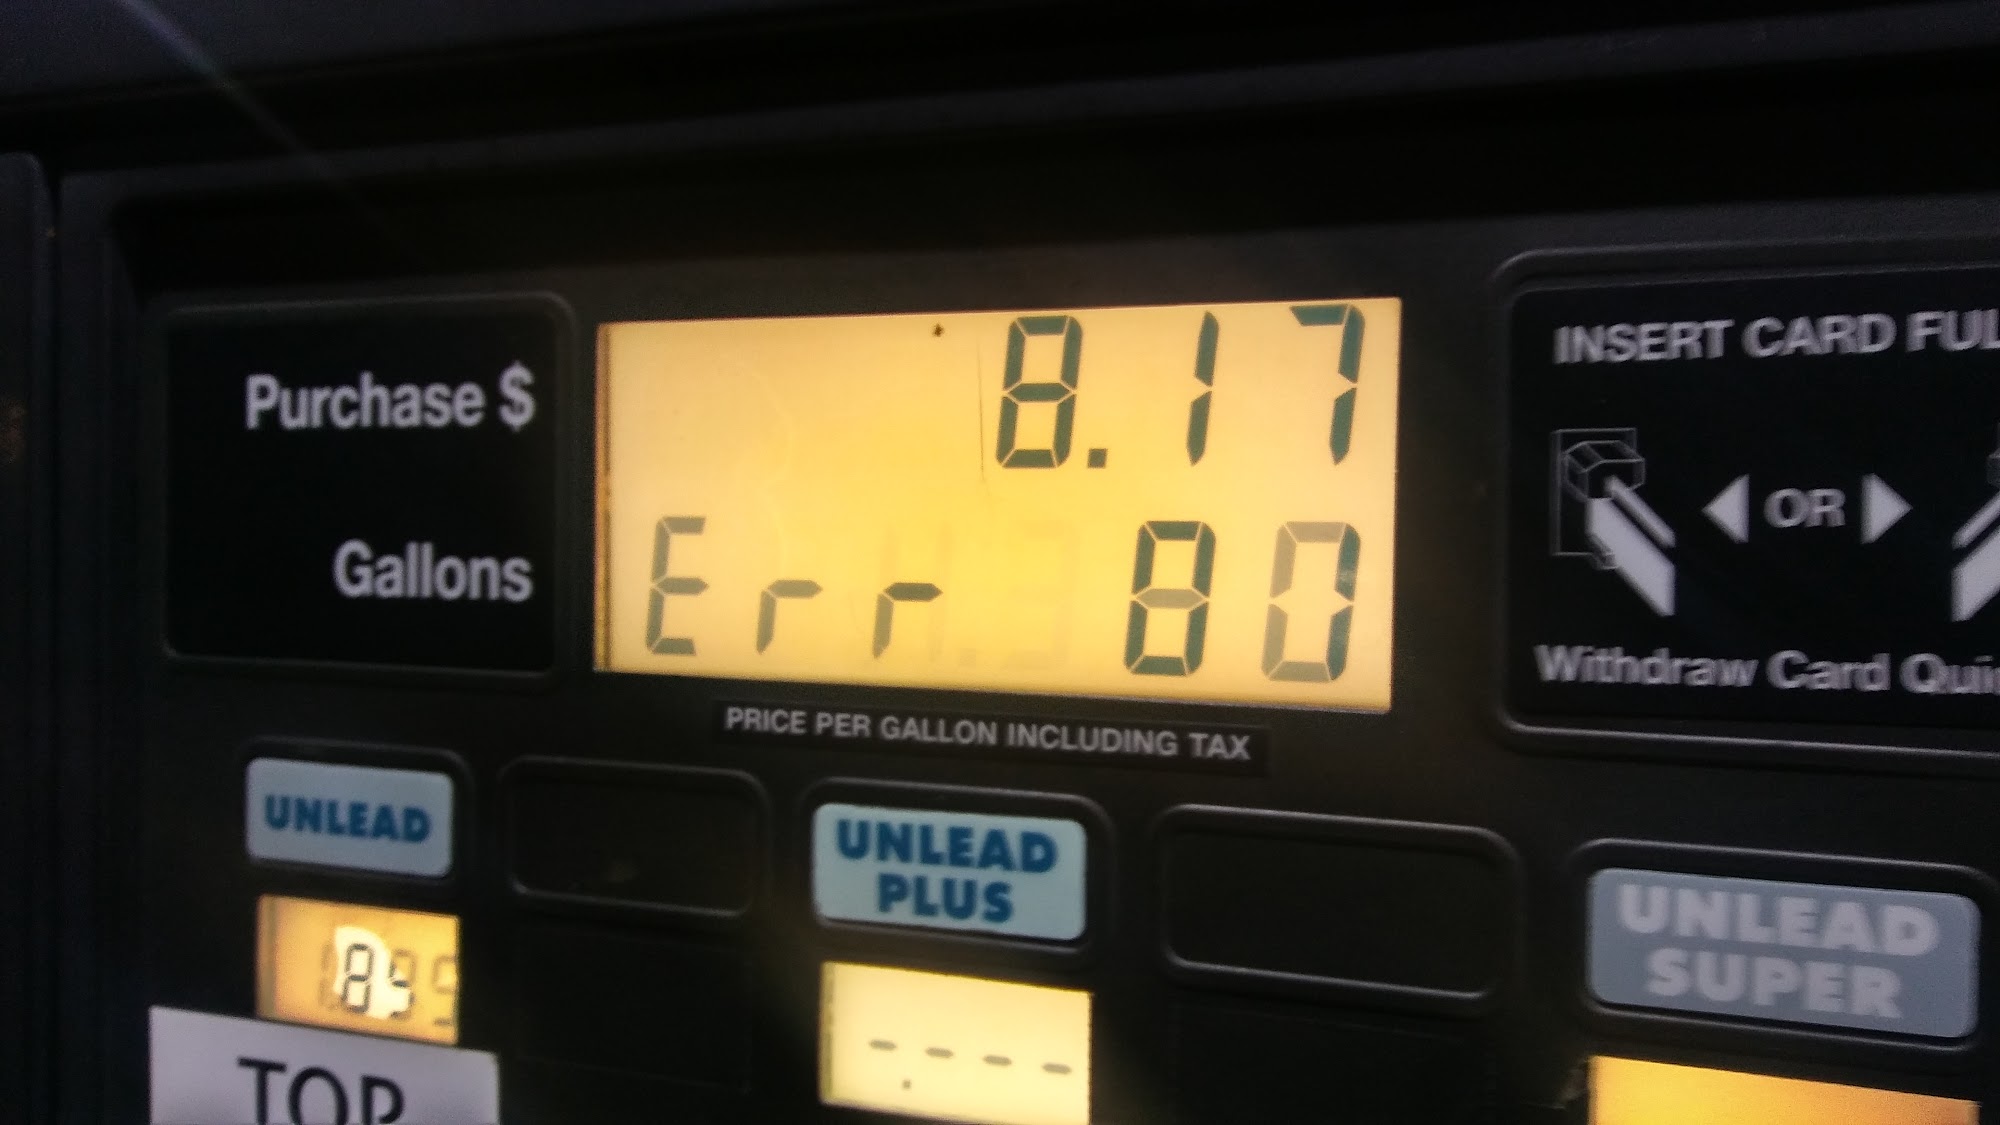 Purchase $
8.17
INSERT CARD FUL
Gallons
Err 80
OR
Withdraw Card Qui
PRICE PER GALLON INCLUDING TAX
UNLEAD
UNLEAD
PLUS
UNLEAD
SUPER
----
TOP